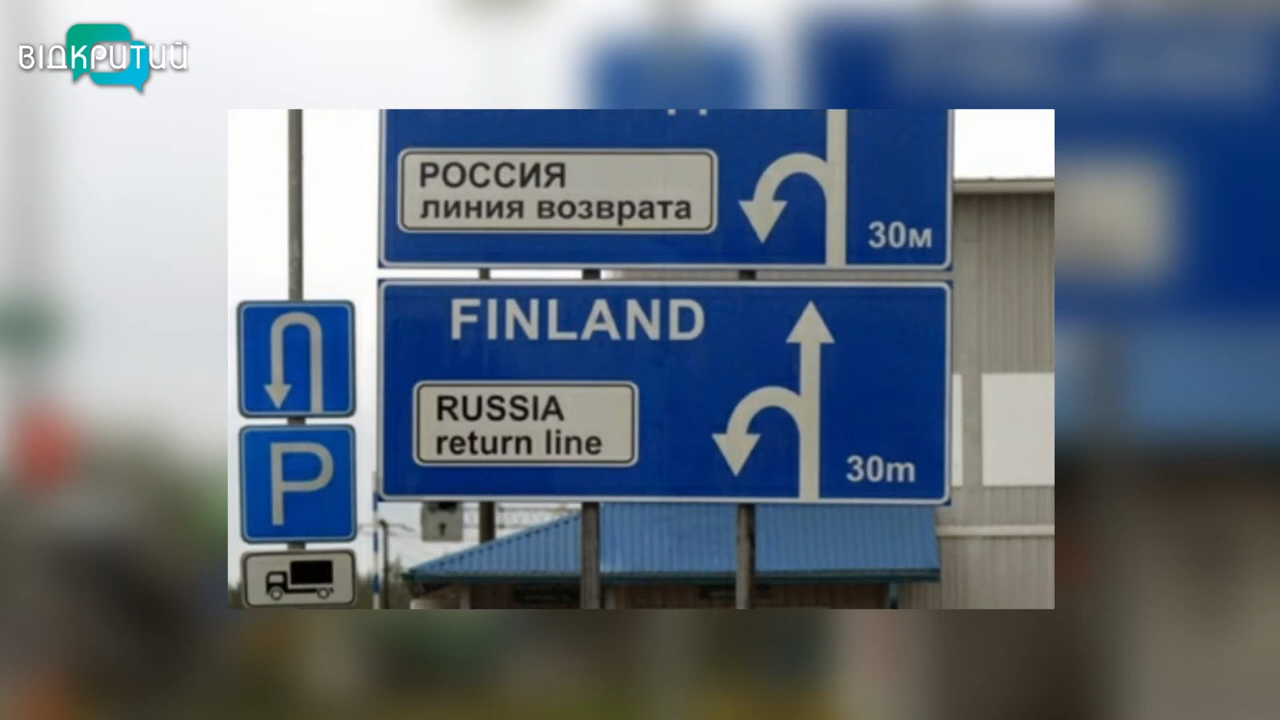 ВІДКРИТИЙ
РОССИЯ
линия возврата
30м
FINLAND
RUSSIA
return line
30m
P